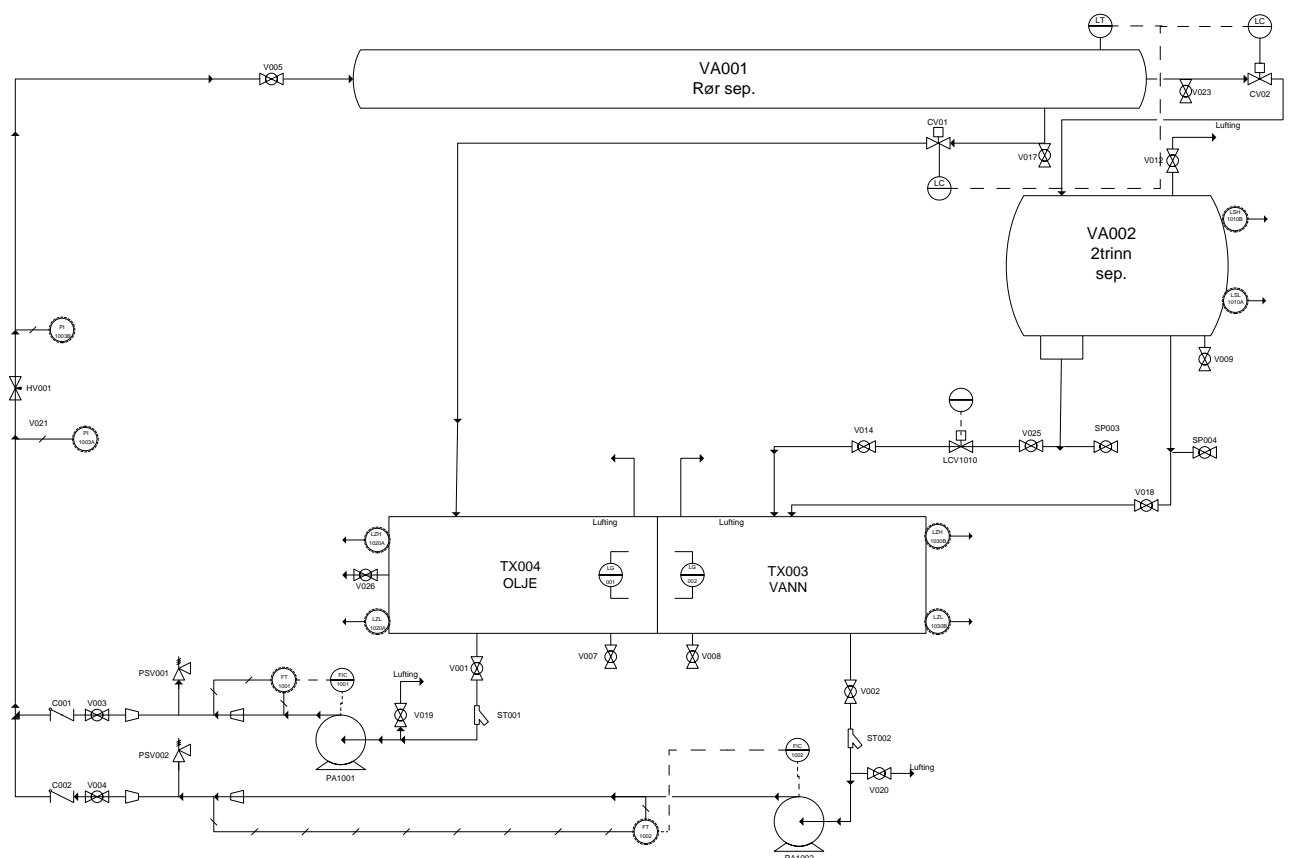 LT
LC
V005
VA001
Rør sep.
V023
CV02
CV01
Lufting
V017
V012
LC
VA002
2trinn
sep.
LSH
1010B
LSL
1010A
PI
1003B
V009
HV001
V021
PI
1003A
V014
V025
SP003
LCV1010
SP004
V018
Lufting
Lufting
LZH
1020A
LZH
1030B
TX004
OLJE
LG
001
LG
002
TX003
VANN
V026
LZL
1020A
LZL
1030B
V001
V007
V008
PSV001
FT
1001
FIC
1001
Lufting
V002
C001
V003
V019
ST001
ST002
PSV002
FIC
1002
Lufting
PA1001
C002
V004
V020
FT
1002
PA1002